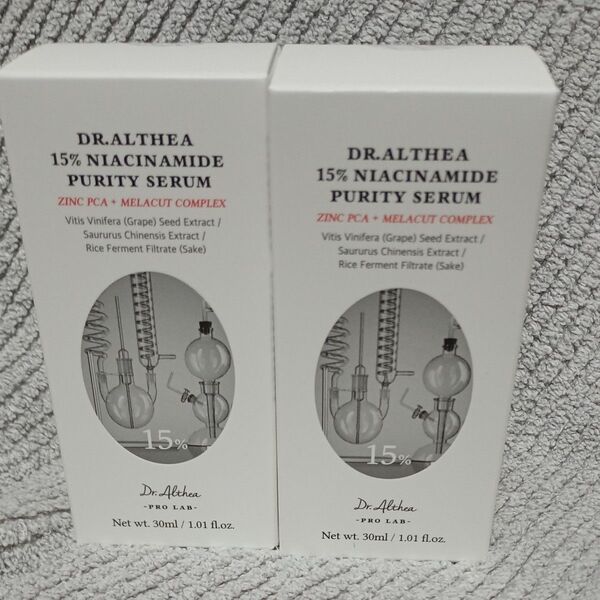 DR.ALTHEA
15% NIACINAMIDE
PURITY SERUM
ZINC PCA + MELACUT COMPLEX
Vitis Vinifera (Grape) Seed Extract /
Saururus Chinensis Extract /
Rice Ferment Filtrate (Sake)
15%
Dr. Althea
-PRO LAB-
Net wt. 30ml / 1.01 fl.oz.
DR.ALTHEA
15% NIACINAMIDE
PURITY SERUM
ZINC PCA + MELACUT COMPLEX
Vitis Vinifera (Grape) Seed Extract /
Saururus Chinensis Extract /
Rice Ferment Filtrate (Sake)
15%
Dr. Althea
-PRO LAB-
Net wt. 30ml / 1.01 fl.oz.